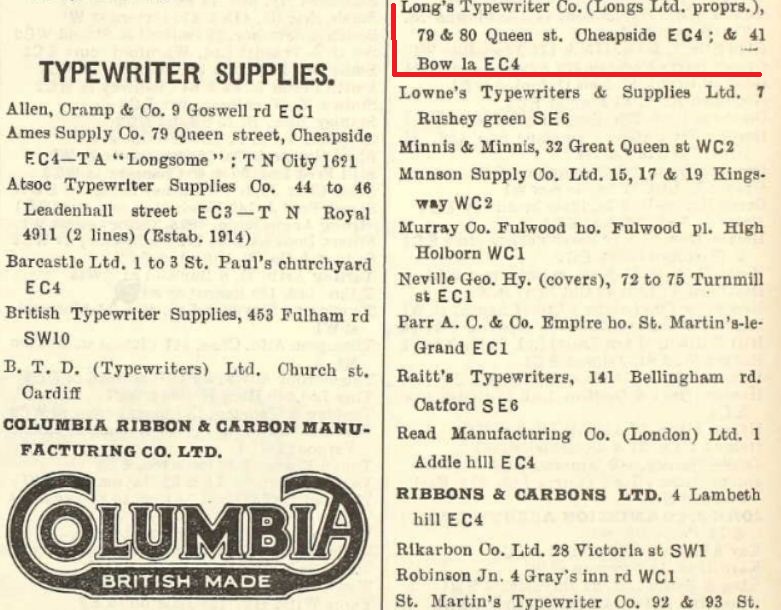 TYPEWRITER SUPPLIES.
Allen, Cramp & Co. 9 Goswell rd EC1
Ames Supply Co. 79 Queen street, Cheapside
EC4—T A "Longsome" ; T N City 1621
Atsoc Typewriter Supplies Co. 44 to 46
Leadenhall street EC3—T N Royal
4911 (2 lines) (Estab. 1914)
Barcastle Ltd. 1 to 3 St. Paul's churchyard
EC4
British Typewriter Supplies, 453 Fulham rd
SW10
B. T. D. (Typewriters) Ltd. Church st.
Cardiff
COLUMBIA RIBBON & CARBON MANU-
FACTURING CO. LTD.
COLUMBIA
BRITISH MADE
Long's Typewriter Co. (Longs Ltd. proprs.),
79 & 80 Queen st. Cheapside EC4 ; & 41
Bow la EC4
Lowne's Typewriters & Supplies Ltd. 7
Rushey green SE6
Minnis & Minnis, 32 Great Queen st WC2
Munson Supply Co. Ltd. 15, 17 & 19 Kings-
way WC2
Murray Co. Fulwood ho. Fulwood pl. High
Holborn WC1
Neville Geo. Hy. (covers), 72 to 75 Turnmill
st EC1
Parr A. C. & Co. Empire ho. St. Martin's-le-
Grand EC1
Raitt's Typewriters, 141 Bellingham rd.
Catford SE6
Read Manufacturing Co. (London) Ltd. 1
Addle hill EC4
RIBBONS & CARBONS LTD. 4 Lambeth
hill EC4
Rikarbon Co. Ltd. 28 Victoria st SW1
Robinson Jn. 4 Gray's inn rd WC1
St. Martin's Typewriter Co. 92 & 93 St.